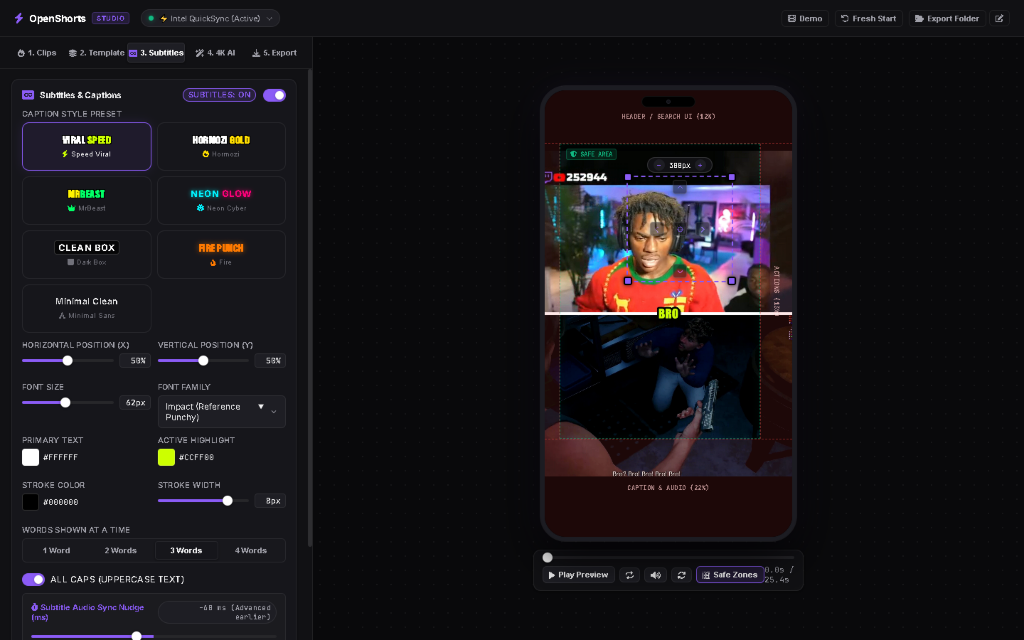 OpenShorts STUDIO Intel QuickSync (Active) Demo Fresh Start Export Folder
1. Clips 2. Template 3. Subtitles 4. 4K AI 5. Export
Subtitles & Captions SUBTITLES: ON
CAPTION STYLE PRESET
VIRAL SPEED
Speed Viral
HORMOZI GOLD
Hormozi
MRBEAST
MrBeast
NEON GLOW
Neon Cyber
CLEAN BOX
Dark Box
FIRE PUNCH
Fire
Minimal Clean
Minimal Sans
HORIZONTAL POSITION (X)
50%
VERTICAL POSITION (Y)
50%
FONT SIZE
62px
FONT FAMILY
Impact (Reference
Punchy)
PRIMARY TEXT
#FFFFFF
ACTIVE HIGHLIGHT
#CCFF00
STROKE COLOR
#000000
STROKE WIDTH
8px
WORDS SHOWN AT A TIME
1 Word 2 Words 3 Words 4 Words
ALL CAPS (UPPERCASE TEXT)
Subtitle Audio Sync Nudge
(ms)
-60 ms (Advanced
earlier)
HEADER / SEARCH UI (12%)
SAFE AREA
380px
252944
BRO
CAPTION & AUDIO (22%)
Play Preview Safe Zones 0.0s /
25.4s